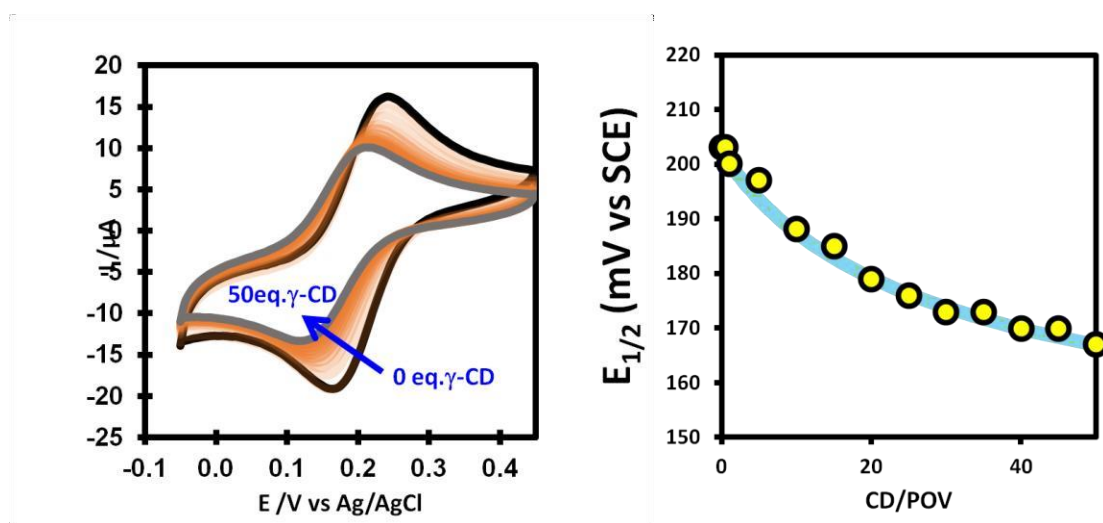 20
15
10
5
0
-5
-10
-15
-20
-25
I /µA
50eq.γ-CD
0 eq.γ-CD
-0.1 0.0 0.1 0.2 0.3 0.4
E /V vs Ag/AgCl
220
210
200
190
180
170
160
150
E1/2 (mV vs SCE)
0 20 40
CD/POV